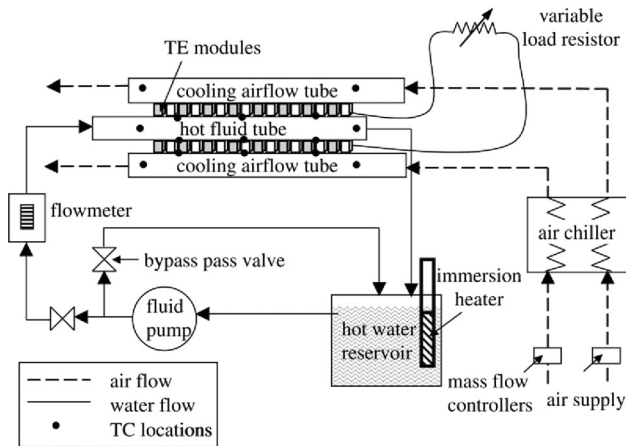 variable
load resistor
TE modules
cooling airflow tube
hot fluid tube
cooling airflow tube
flowmeter
bypass pass valve
fluid
pump
immersion
heater
hot water
reservoir
air chiller
mass flow
controllers
air supply
air flow
water flow
TC locations